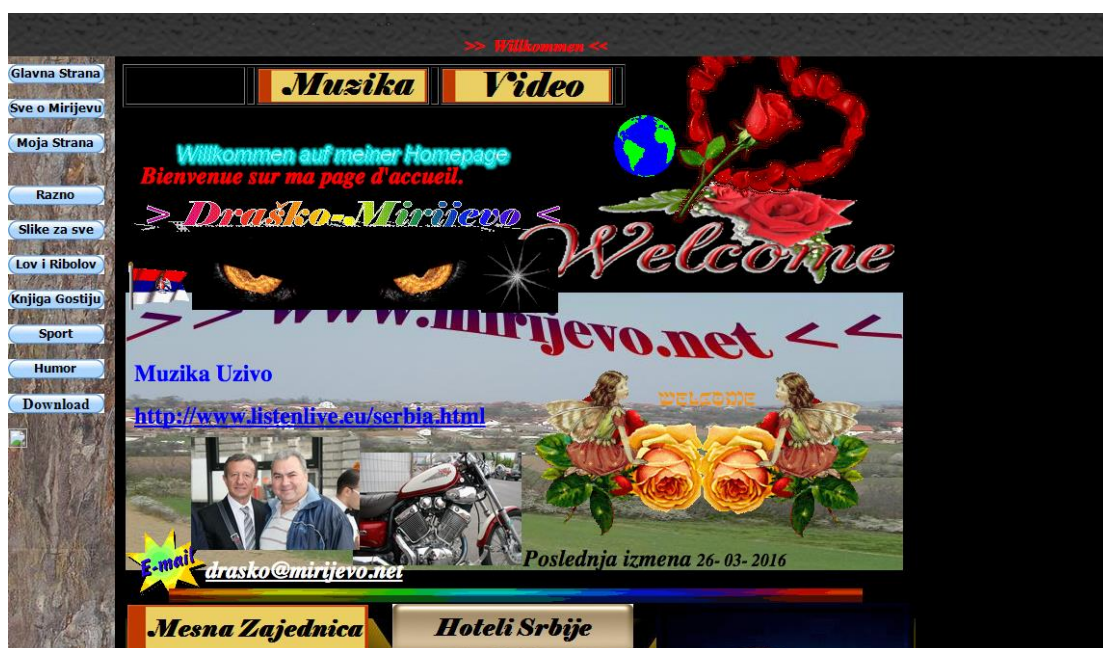 >> Willkommen <<
Glavna Strana
Sve o Mirijevu
Moja Strana
Razno
Slike za sve
Lov i Ribolov
Knjiga Gostiju
Sport
Humor
Download
Muzika
Video
Willkommen auf meiner Homepage
Bienvenue sur ma page d'accueil.
> Draško-Mirijevo <
Welcome
>> www.mirijevo.net <<
Muzika Uzivo
http://www.listenlive.eu/serbia.html
WELCOME
E-mail
drasko@mirijevo.net
Poslednja izmena 26-03-2016
Mesna Zajednica
Hoteli Srbije